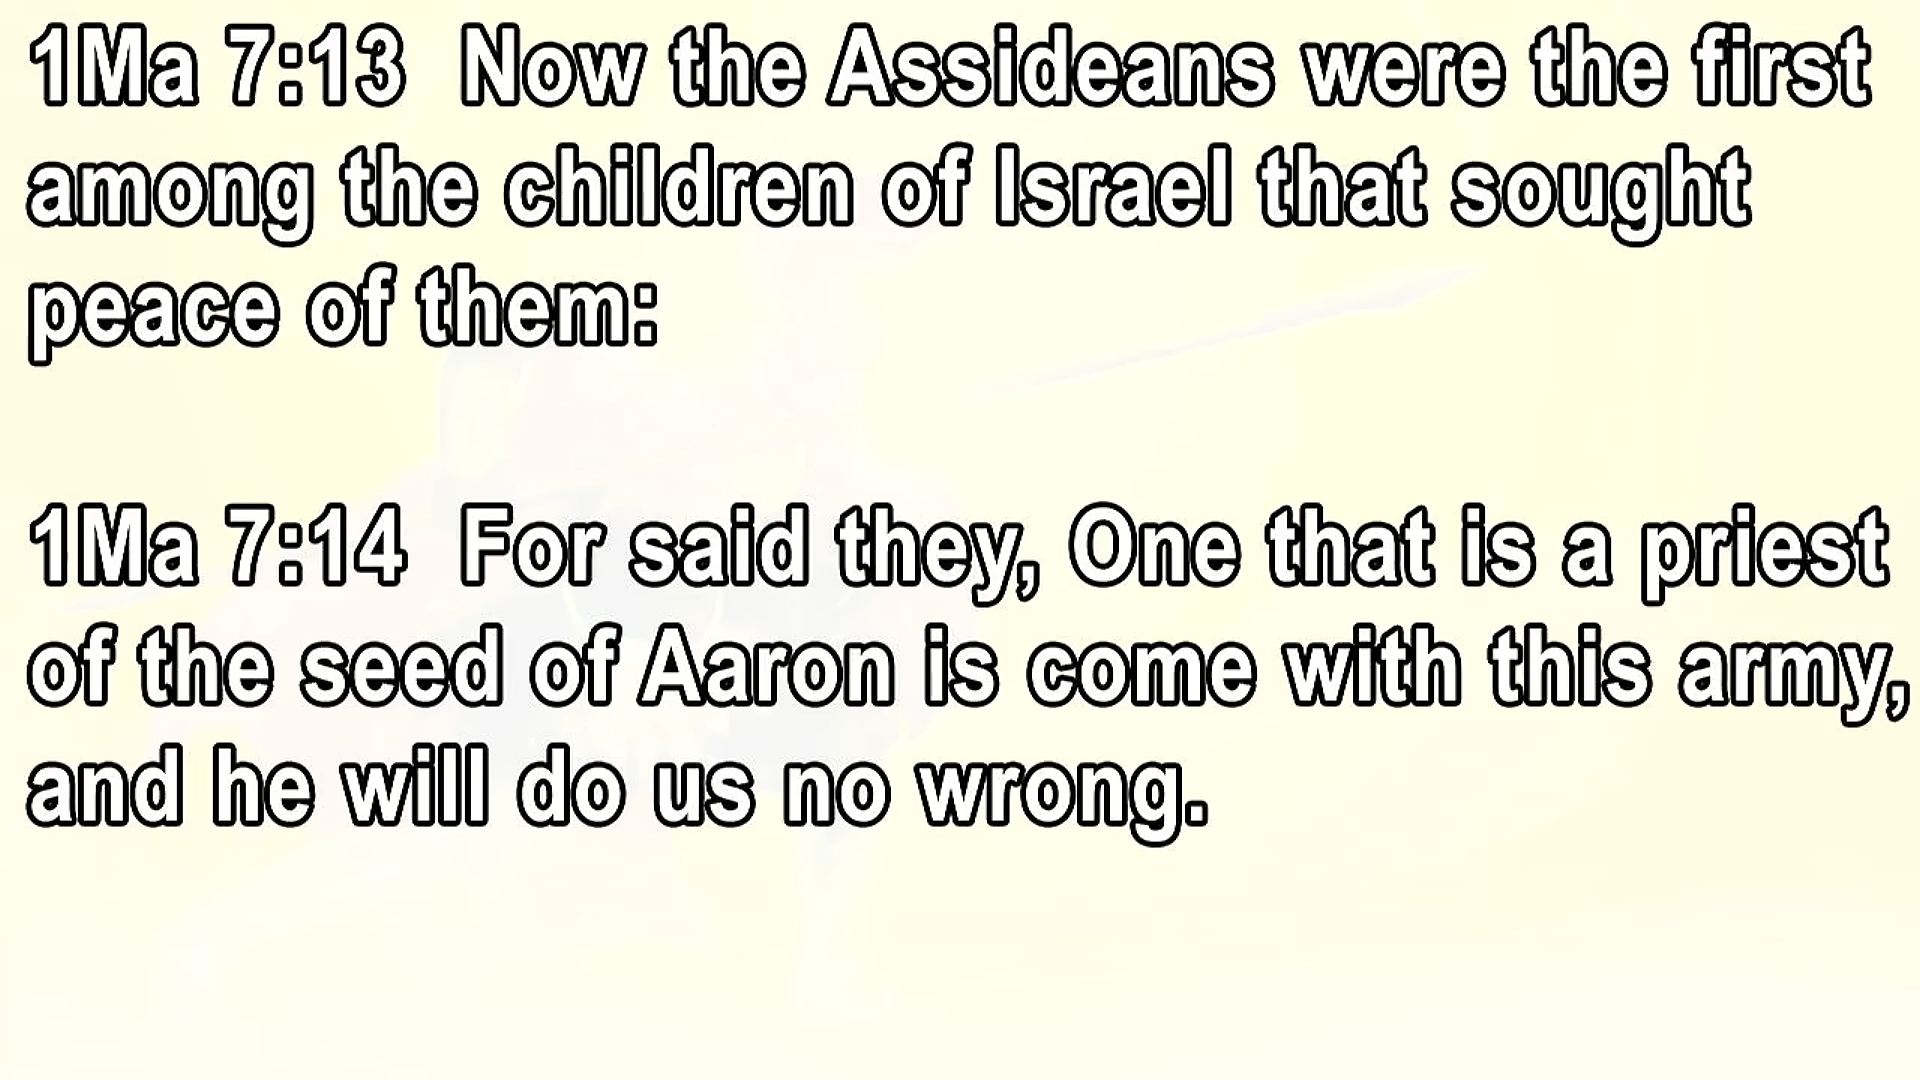 1Ma 7:13  Now the Assideans were the first
among the children of Israel that sought
peace of them:
1Ma 7:14  For said they, One that is a priest
of the seed of Aaron is come with this army,
and he will do us no wrong.